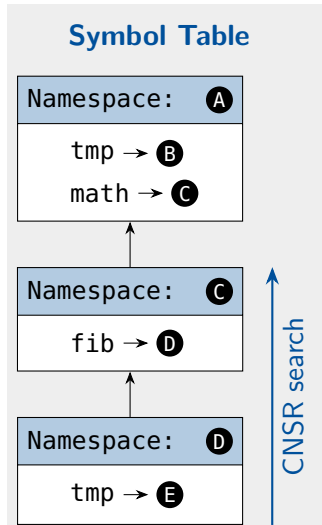 Symbol Table
Namespace: A
tmp → B
math → C
Namespace: C
fib → D
Namespace: D
tmp → E
CNSR search